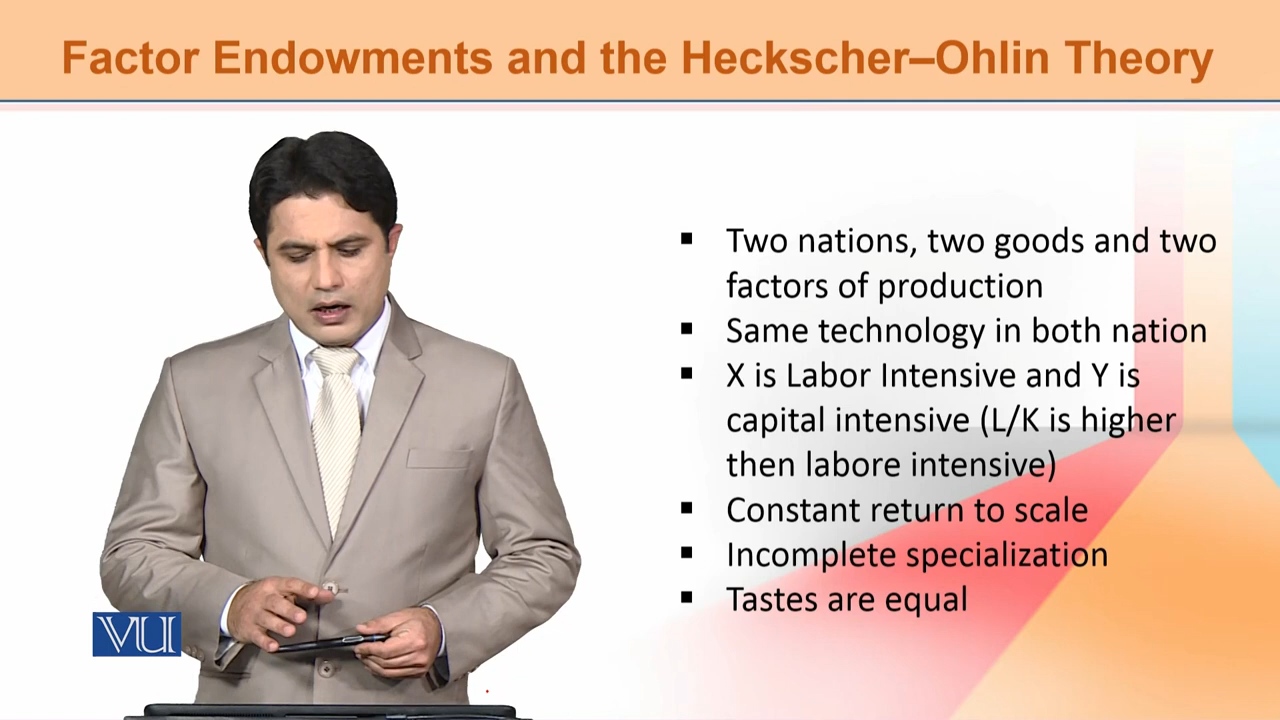 Factor Endowments and the Heckscher–Ohlin Theory
▪ Two nations, two goods and two
factors of production
▪ Same technology in both nation
▪ X is Labor Intensive and Y is
capital intensive (L/K is higher
then labore intensive)
▪ Constant return to scale
▪ Incomplete specialization
▪ Tastes are equal
VU